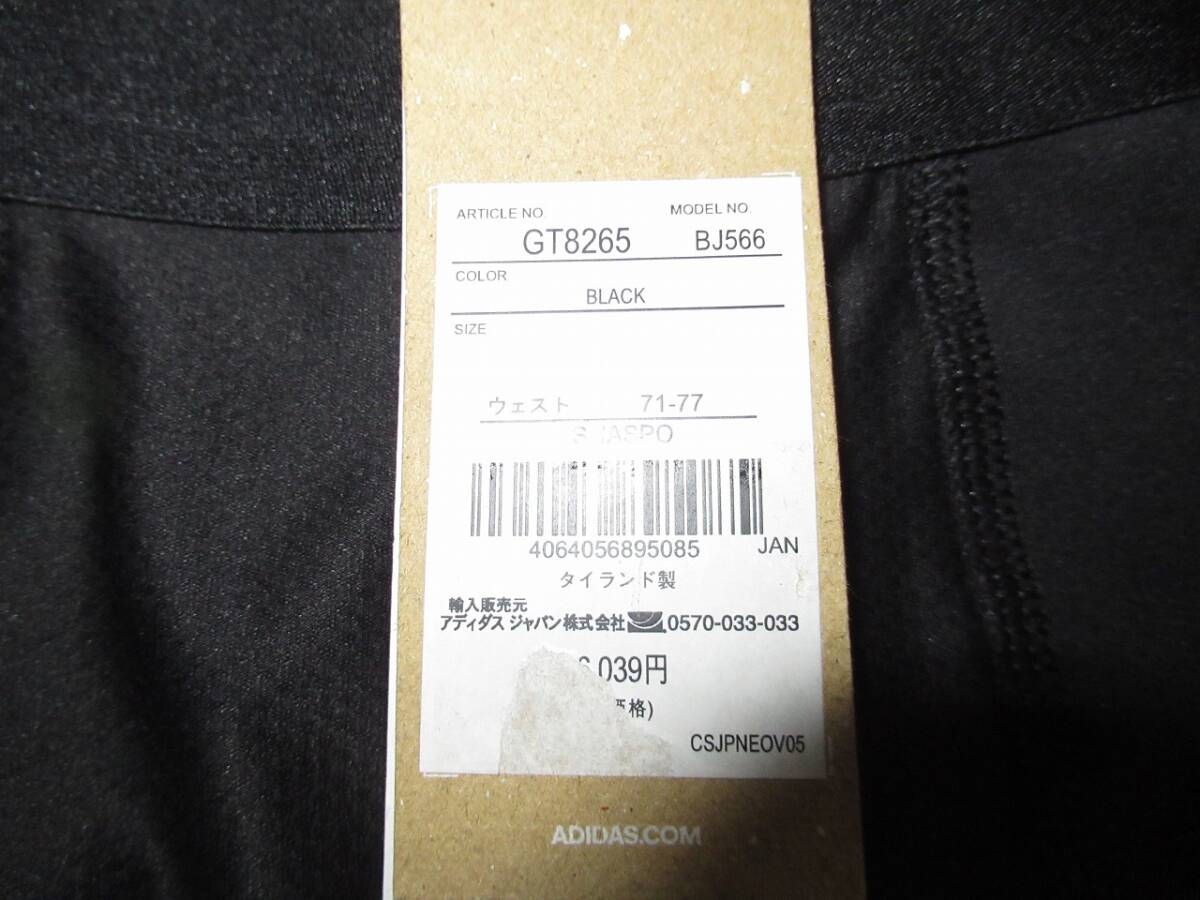 ARTICLE NO. MODEL NO.
GT8265 BJ566
COLOR
BLACK
SIZE
ウェスト 71-77
4064056895085 JAN
タイランド製
輸入販売元
アディダス ジャパン株式会社 0570-033-033
039円
格)
CSJPNEOV05
ADIDAS.COM